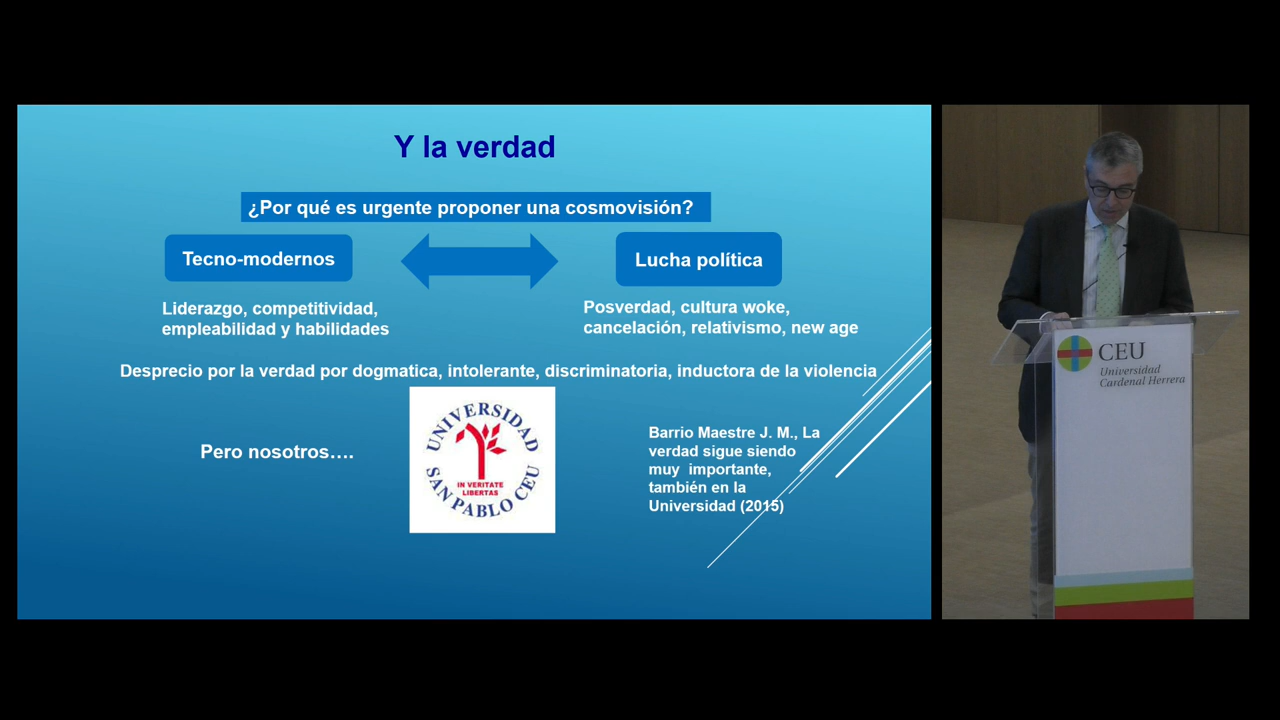 Y la verdad
¿Por qué es urgente proponer una cosmovisión?
Tecno-modernos
Lucha política
Liderazgo, competitividad,
empleabilidad y habilidades
Posverdad, cultura woke,
cancelación, relativismo, new age
Desprecio por la verdad por dogmatica, intolerante, discriminatoria, inductora de la violencia
Pero nosotros….
UNIVERSIDAD
IN VERITATE
LIBERTAS
SAN PABLO CEU
Barrio Maestre J. M., La
verdad sigue siendo
muy importante,
también en la
Universidad (2015)
CEU
Universidad
Cardenal Herrera